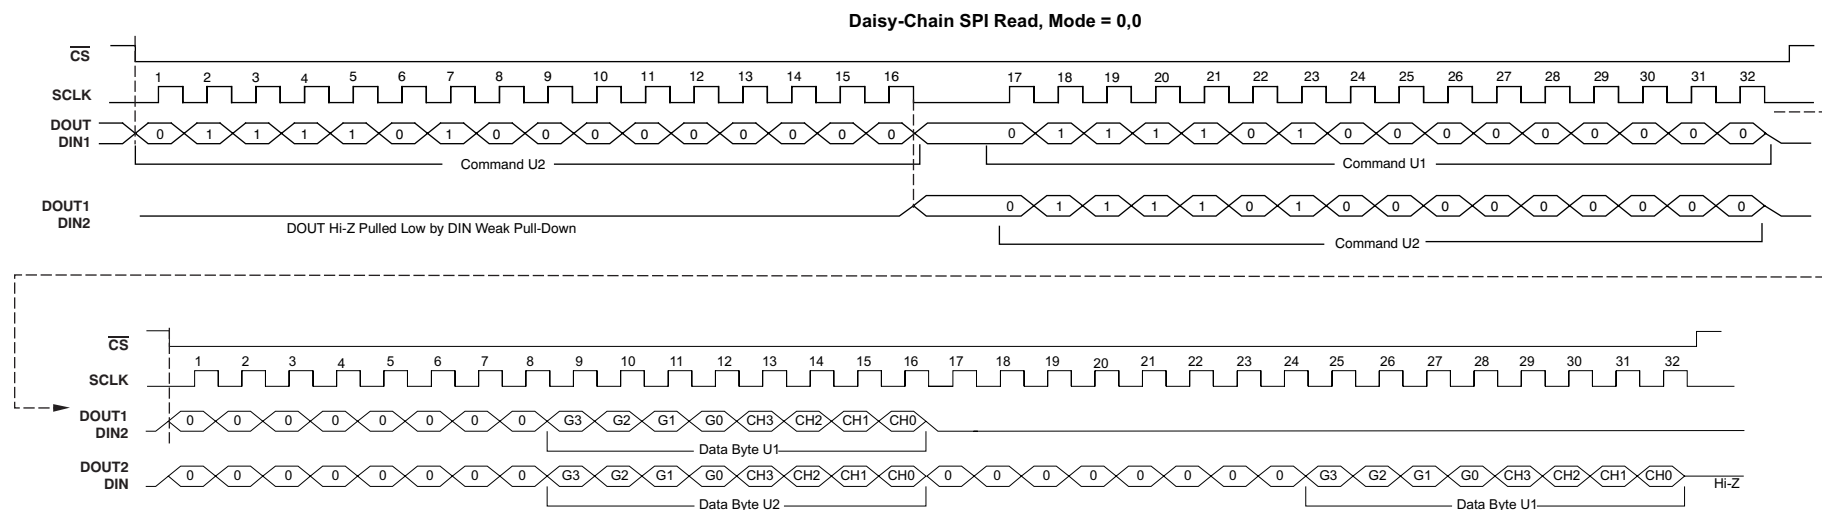 Daisy-Chain SPI Read, Mode = 0,0
CS
1 2 3 4 5 6 7 8 9 10 11 12 13 14 15 16 17 18 19 20 21 22 23 24 25 26 27 28 29 30 31 32
SCLK
DOUT
DIN1
0 1 1 1 1 0 1 0 0 0 0 0 0 0 0 0 0 1 1 1 1 0 1 0 0 0 0 0 0 0 0 0
Command U2 Command U1
DOUT1
DIN2
0 1 1 1 1 0 1 0 0 0 0 0 0 0 0 0
DOUT Hi-Z Pulled Low by DIN Weak Pull-Down
Command U2
CS
1 2 3 4 5 6 7 8 9 10 11 12 13 14 15 16 17 18 19 20 21 22 23 24 25 26 27 28 29 30 31 32
SCLK
DOUT1
DIN2
0 0 0 0 0 0 0 0 G3 G2 G1 G0 CH3 CH2 CH1 CH0
Data Byte U1
DOUT2
DIN
0 0 0 0 0 0 0 0 G3 G2 G1 G0 CH3 CH2 CH1 CH0 0 0 0 0 0 0 0 0 G3 G2 G1 G0 CH3 CH2 CH1 CH0
Hi-Z
Data Byte U2 Data Byte U1